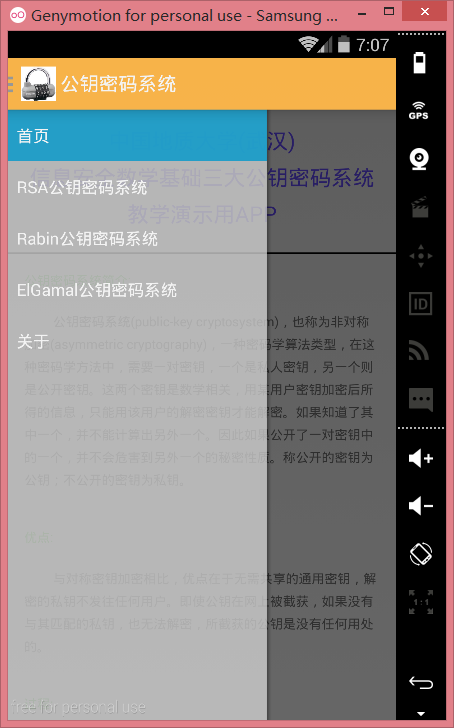 Genymotion for personal use - Samsung ...
7:07
公钥密码系统
GPS
首页
汉)
信息安全数学基础三大公钥密码系统
RSA公钥密码系统
教学演示用APP
Rabin公钥密码系统
ElGamal公钥密码系统
公钥密码系统(public-key cryptosystem)，也称为非对称
关于
(asymmetric cryptography)，一种密码学算法类型，在这
种密码学方法中，需要一对密钥，一个是私人密钥，另一个则
是公开密钥。这两个密钥是数学相关，用某用户密钥加密后所
得的信息，只能用该用户的解密密钥才能解密。如果知道了其
中一个，并不能计算出另外一个。因此如果公开了一对密钥中
的一个，并不会危害到另外一个的秘密性质。称公开的密钥为
公钥；不公开的密钥为私钥。
优点
与对称密钥加密相比，优点在于无需共享的通用密钥，解
密的私钥不发往任何用户。即使公钥在网上被截获，如果没有
与其匹配的私钥，也无法解密，所截获的公钥是没有任何用处
的。
free for personal use
ID
1:1